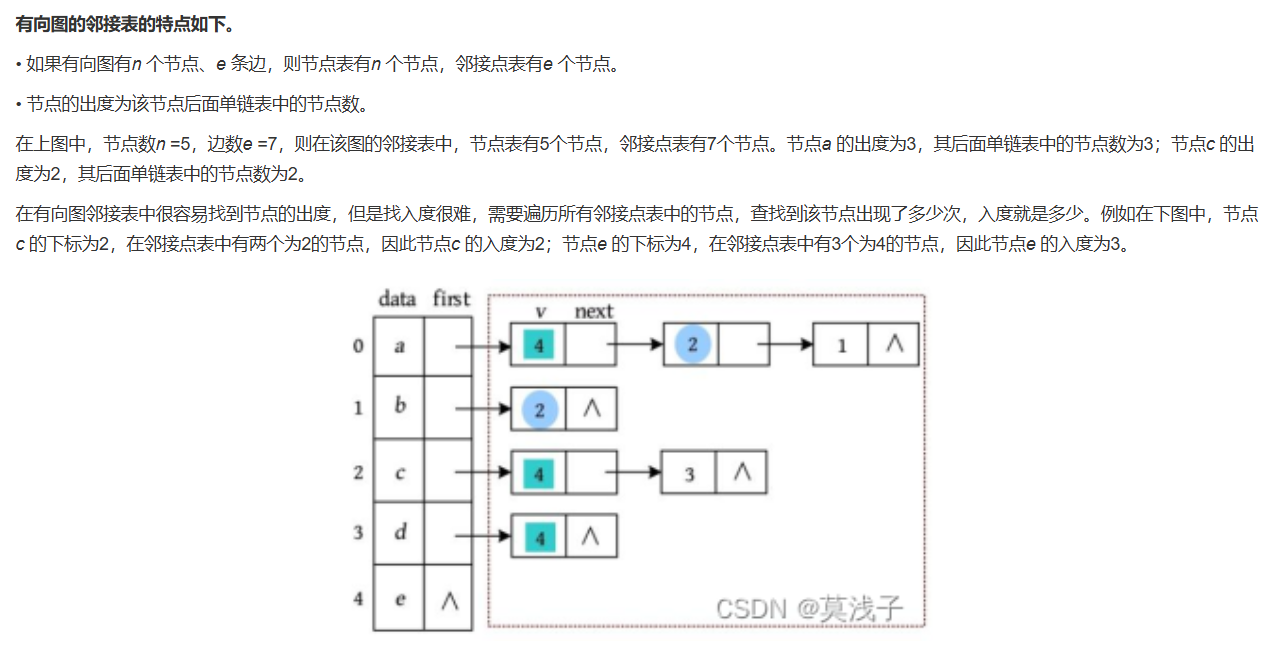 有向图的邻接表的特点如下。
• 如果有向图有n 个节点、e 条边，则节点表有n 个节点，邻接点表有e 个节点。
• 节点的出度为该节点后面单链表中的节点数。
在上图中，节点数n =5，边数e =7，则在该图的邻接表中，节点表有5个节点，邻接点表有7个节点。节点a 的出度为3，其后面单链表中的节点数为3；节点c 的出
度为2，其后面单链表中的节点数为2。
在有向图邻接表中很容易找到节点的出度，但是找入度很难，需要遍历所有邻接点表中的节点，查找到该节点出现了多少次，入度就是多少。例如在下图中，节点
c 的下标为2，在邻接点表中有两个为2的节点，因此节点c 的入度为2；节点e 的下标为4，在邻接点表中有3个为4的节点，因此节点e 的入度为3。
data first
v next
0 a 4 2 1 ∧
1 b 2 ∧
2 c 4 3 ∧
3 d 4 ∧
4 e ∧
CSDN @莫浅子